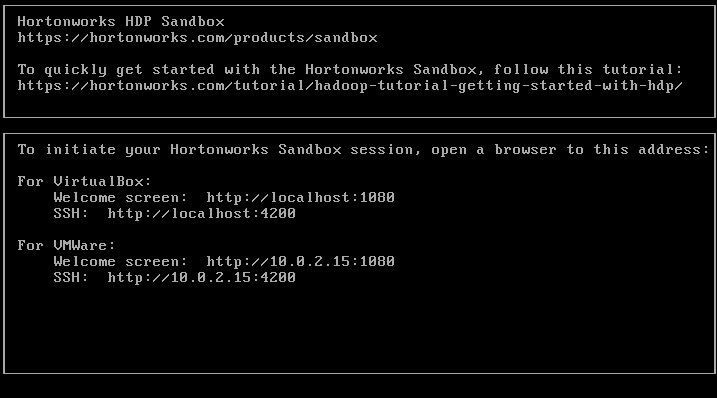 Hortonworks HDP Sandbox
https://hortonworks.com/products/sandbox
To quickly get started with the Hortonworks Sandbox, follow this tutorial:
https://hortonworks.com/tutorial/hadoop-tutorial-getting-started-with-hdp/
To initiate your Hortonworks Sandbox session, open a browser to this address:
For VirtualBox:
Welcome screen: http://localhost:1080
SSH: http://localhost:4200
For VMWare:
Welcome screen: http://10.0.2.15:1080
SSH: http://10.0.2.15:4200